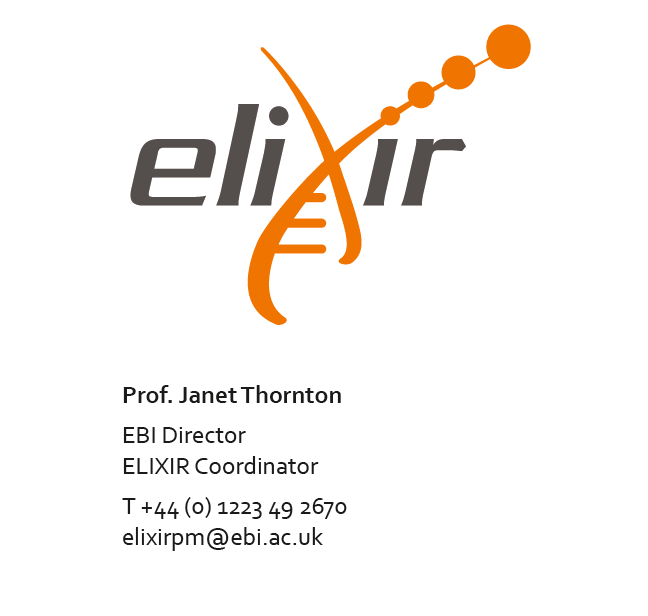 elixir
Prof. Janet Thornton
EBI Director
ELIXIR Coordinator
T +44 (0) 1223 49 2670
elixirpm@ebi.ac.uk